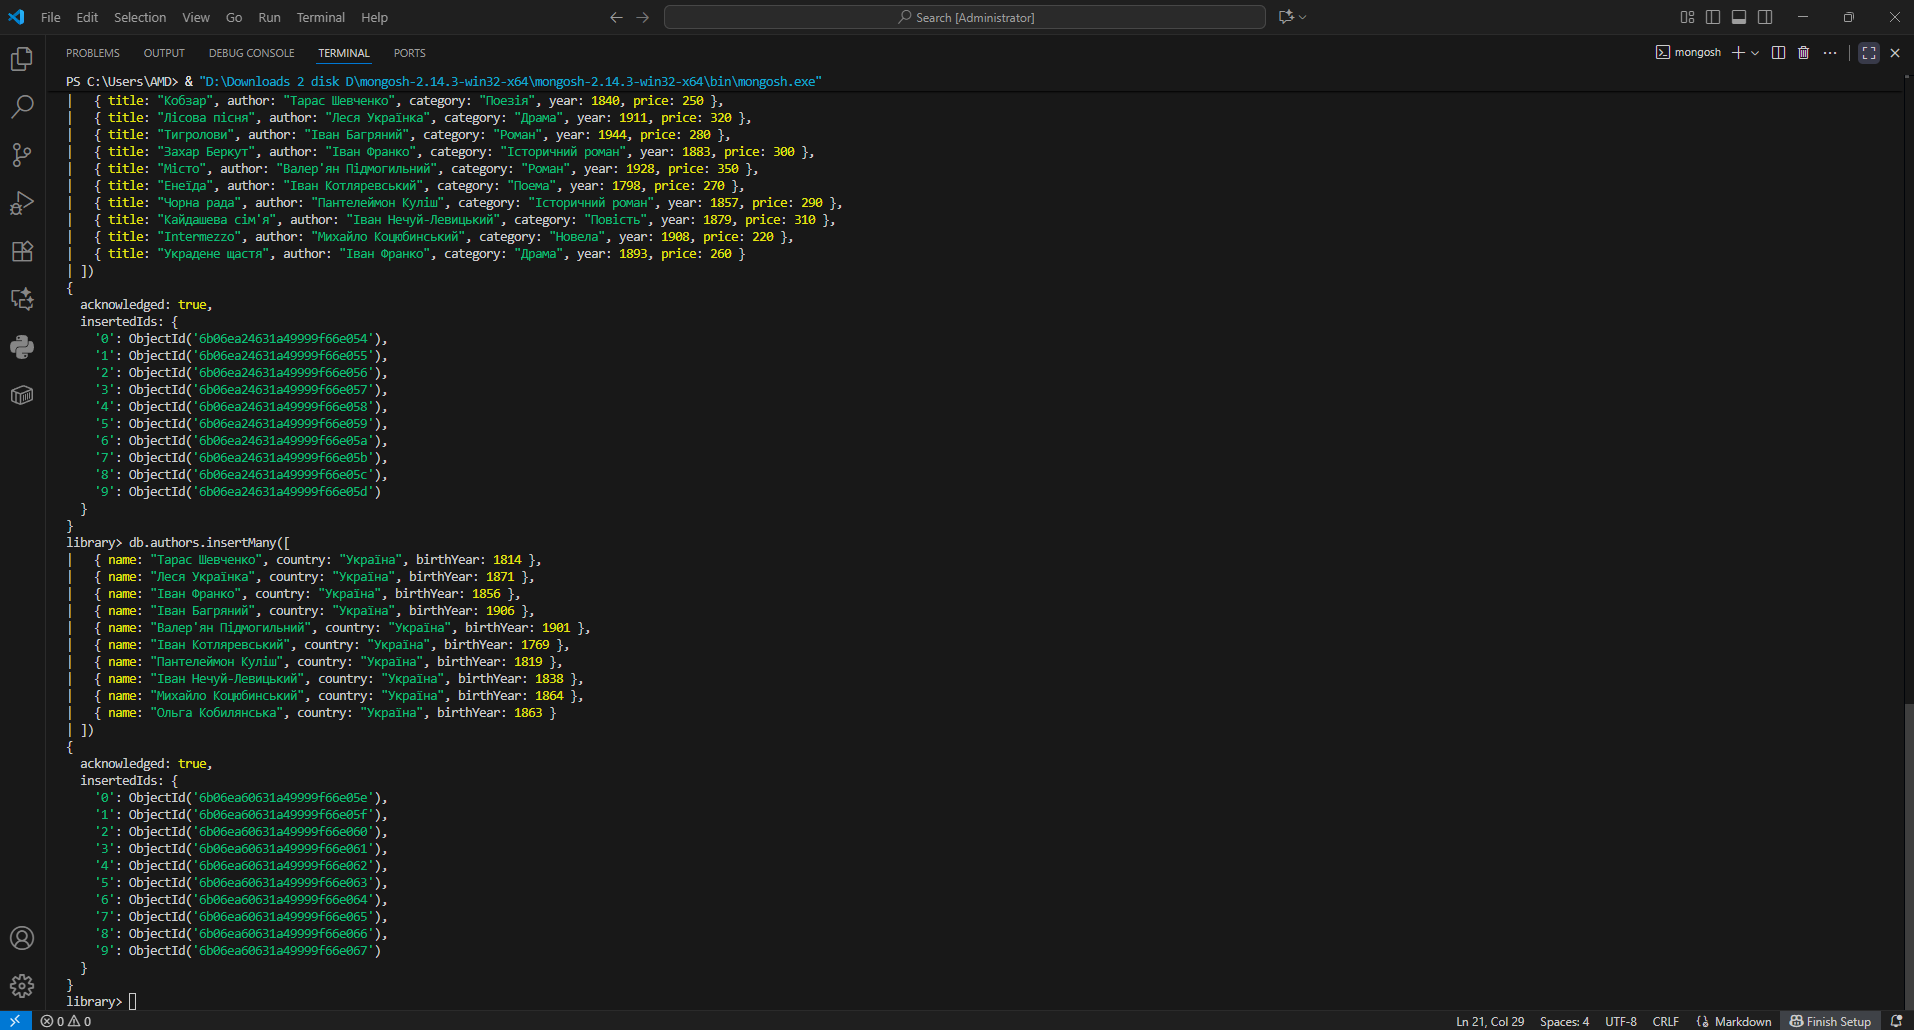 File Edit Selection View Go Run Terminal Help
Search [Administrator]
PROBLEMS OUTPUT DEBUG CONSOLE TERMINAL PORTS
mongosh
PS C:\Users\AMD> & "D:\Downloads 2 disk D\mongosh-2.14.3-win32-x64\mongosh-2.14.3-win32-x64\bin\mongosh.exe"
|   { title: "Кобзар", author: "Тарас Шевченко", category: "Поезія", year: 1840, price: 250 },
|   { title: "Лісова пісня", author: "Леся Українка", category: "Драма", year: 1911, price: 320 },
|   { title: "Тигролови", author: "Іван Багряний", category: "Роман", year: 1944, price: 280 },
|   { title: "Захар Беркут", author: "Іван Франко", category: "Історичний роман", year: 1883, price: 300 },
|   { title: "Місто", author: "Валер'ян Підмогильний", category: "Роман", year: 1928, price: 350 },
|   { title: "Енеїда", author: "Іван Котляревський", category: "Поема", year: 1798, price: 270 },
|   { title: "Чорна рада", author: "Пантелеймон Куліш", category: "Історичний роман", year: 1857, price: 290 },
|   { title: "Кайдашева сім'я", author: "Іван Нечуй-Левицький", category: "Повість", year: 1879, price: 310 },
|   { title: "Intermezzo", author: "Михайло Коцюбинський", category: "Новела", year: 1908, price: 220 },
|   { title: "Украдене щастя", author: "Іван Франко", category: "Драма", year: 1893, price: 260 }
| ])
{
  acknowledged: true,
  insertedIds: {
    '0': ObjectId('6b06ea24631a49999f66e054'),
    '1': ObjectId('6b06ea24631a49999f66e055'),
    '2': ObjectId('6b06ea24631a49999f66e056'),
    '3': ObjectId('6b06ea24631a49999f66e057'),
    '4': ObjectId('6b06ea24631a49999f66e058'),
    '5': ObjectId('6b06ea24631a49999f66e059'),
    '6': ObjectId('6b06ea24631a49999f66e05a'),
    '7': ObjectId('6b06ea24631a49999f66e05b'),
    '8': ObjectId('6b06ea24631a49999f66e05c'),
    '9': ObjectId('6b06ea24631a49999f66e05d')
  }
}
library> db.authors.insertMany([
|   { name: "Тарас Шевченко", country: "Україна", birthYear: 1814 },
|   { name: "Леся Українка", country: "Україна", birthYear: 1871 },
|   { name: "Іван Франко", country: "Україна", birthYear: 1856 },
|   { name: "Іван Багряний", country: "Україна", birthYear: 1906 },
|   { name: "Валер'ян Підмогильний", country: "Україна", birthYear: 1901 },
|   { name: "Іван Котляревський", country: "Україна", birthYear: 1769 },
|   { name: "Пантелеймон Куліш", country: "Україна", birthYear: 1819 },
|   { name: "Іван Нечуй-Левицький", country: "Україна", birthYear: 1838 },
|   { name: "Михайло Коцюбинський", country: "Україна", birthYear: 1864 },
|   { name: "Ольга Кобилянська", country: "Україна", birthYear: 1863 }
| ])
{
  acknowledged: true,
  insertedIds: {
    '0': ObjectId('6b06ea60631a49999f66e05e'),
    '1': ObjectId('6b06ea60631a49999f66e05f'),
    '2': ObjectId('6b06ea60631a49999f66e060'),
    '3': ObjectId('6b06ea60631a49999f66e061'),
    '4': ObjectId('6b06ea60631a49999f66e062'),
    '5': ObjectId('6b06ea60631a49999f66e063'),
    '6': ObjectId('6b06ea60631a49999f66e064'),
    '7': ObjectId('6b06ea60631a49999f66e065'),
    '8': ObjectId('6b06ea60631a49999f66e066'),
    '9': ObjectId('6b06ea60631a49999f66e067')
  }
}
library>
0 0 Ln 21, Col 29 Spaces: 4 UTF-8 CRLF {} Markdown Finish Setup